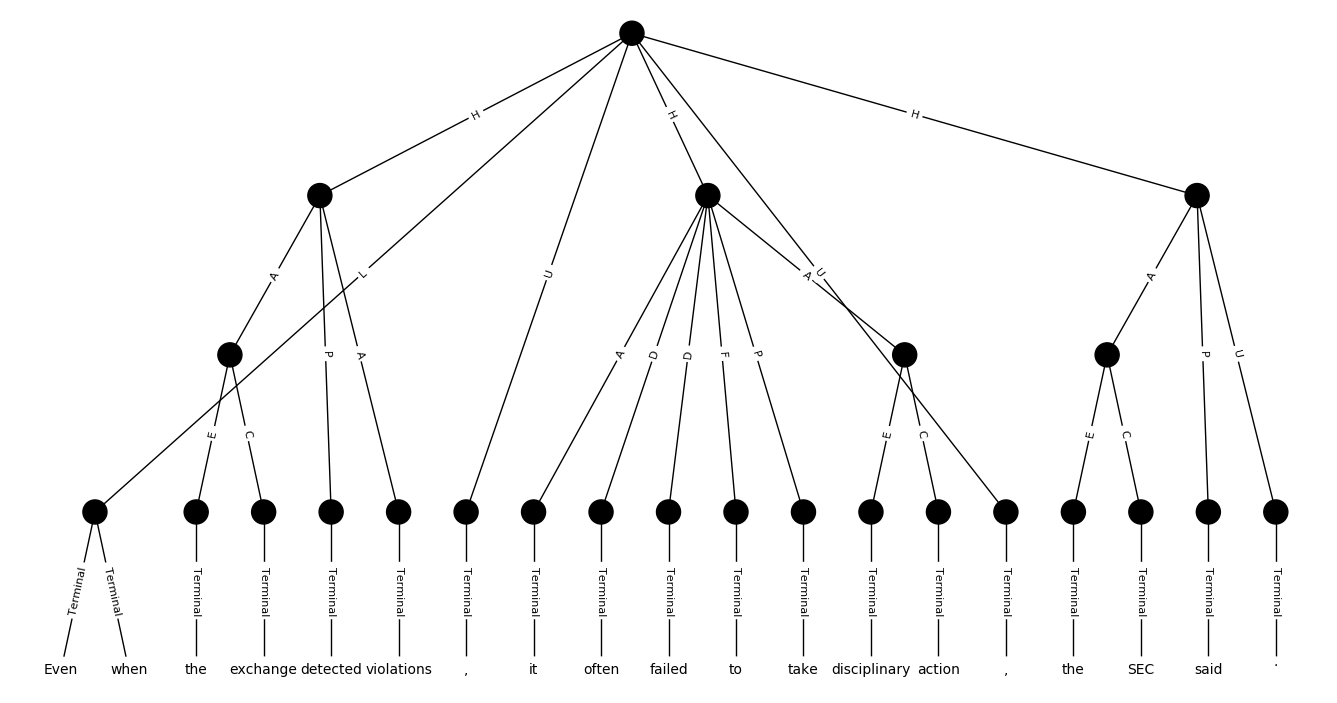 H
H
H
A
L
U
A
U
A
P
A
A
D
D
F
P
P
U
E
C
E
C
E
C
Terminal Terminal Terminal Terminal Terminal Terminal Terminal Terminal Terminal Terminal Terminal Terminal Terminal Terminal Terminal Terminal Terminal Terminal Terminal
Even when the exchange detected violations , it often failed to take disciplinary action , the SEC said .